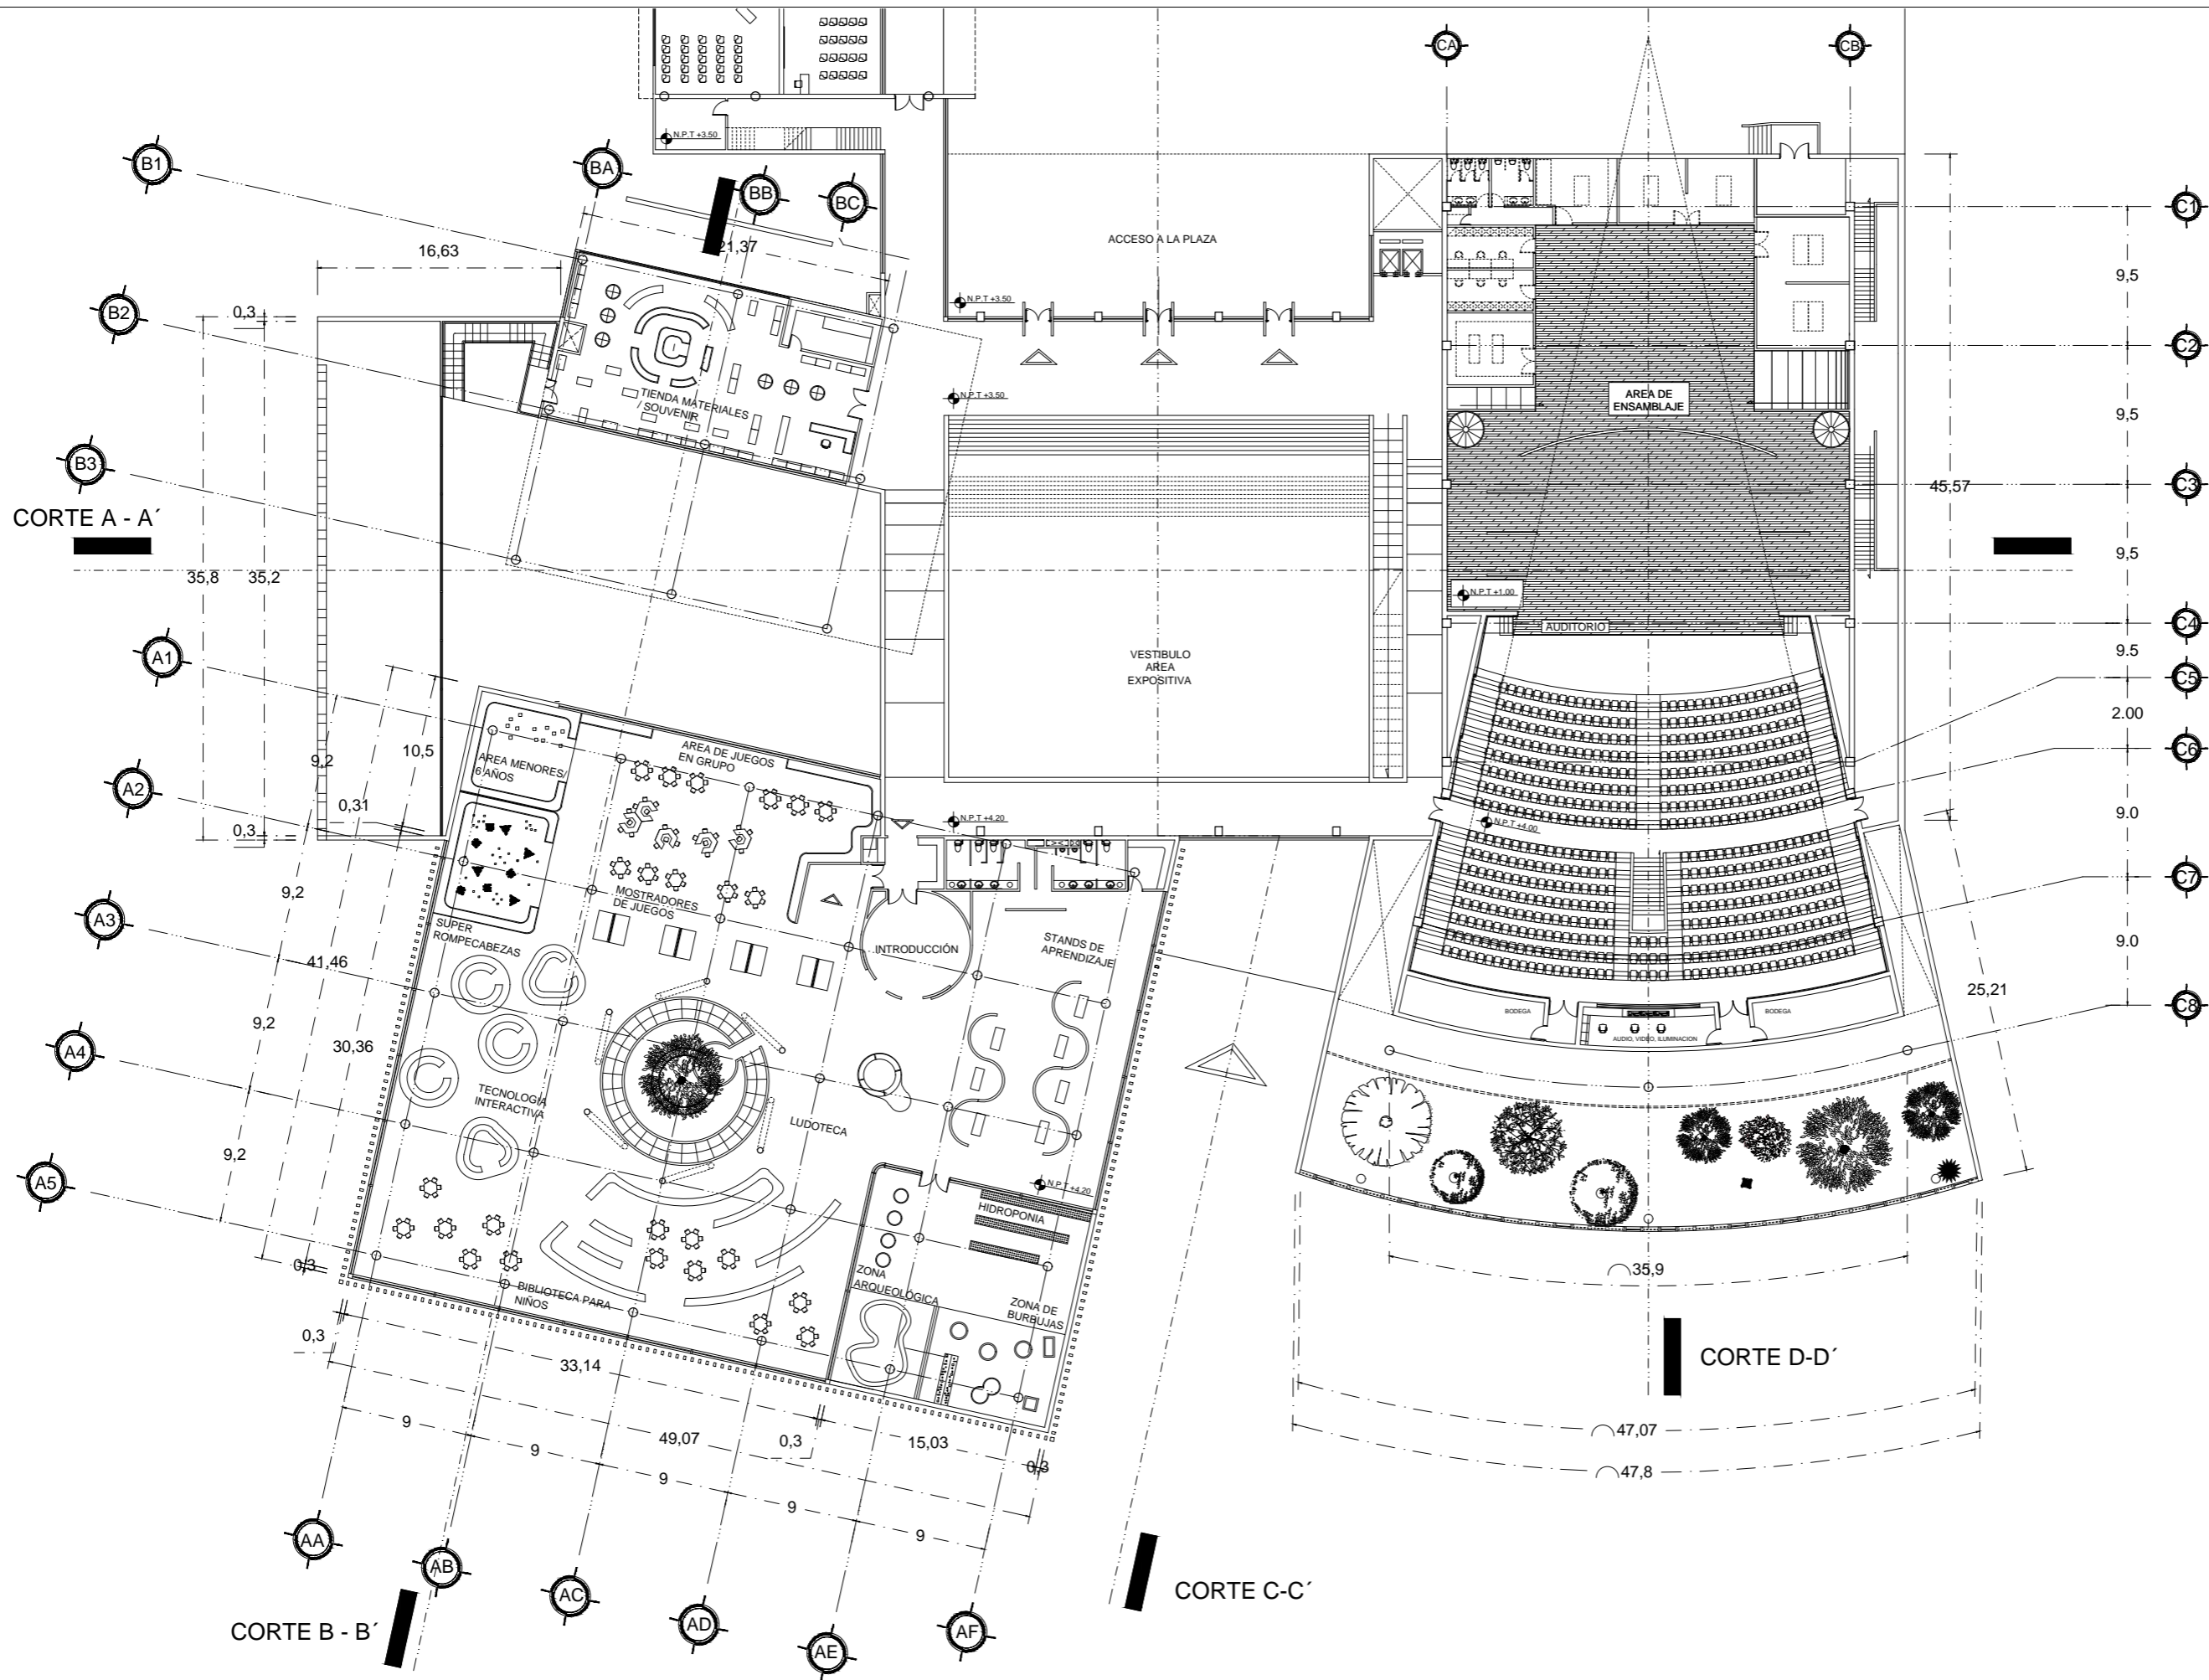 CA
CB
N.P.T +3.50
B1
BA
BB
BC
C1
ACCESO A LA PLAZA
21,37
16,63
9,5
N.P.T +3.50
0,3
B2
C2
TIENDA MATERIALES
/ SOUVENIR
N.P.T +3.50
AREA DE
ENSAMBLAJE
9,5
B3
C3
45,57
CORTE A - A´
9,5
35,8
35,2
N.P.T +1.00
AUDITORIO
C4
9.5
A1
VESTIBULO
AREA
EXPOSITIVA
C5
2.00
C6
AREA DE JUEGOS
EN GRUPO
10,5
9,2
AREA MENORES/
6 AÑOS
A2
0,31
0,3
N.P.T +4.20
N.P.T +4.00
9.0
C7
9,2
MOSTRADORES
DE JUEGOS
A3
SUPER
ROMPECABEZAS
INTRODUCCIÓN
STANDS DE
APRENDIZAJE
9.0
41,46
25,21
C8
9,2
BODEGA
BODEGA
AUDIO, VIDEO, ILUMINACION
30,36
A4
TECNOLOGÍA
INTERACTIVA
LUDOTECA
9,2
A5
N.P.T +4.20
HIDROPONIA
0,3
ZONA
ARQUEOLÓGICA
35,9
BIBLIOTECA PARA
NIÑOS
ZONA DE
BURBUJAS
0,3
33,14
CORTE D-D´
9
49,07
0,3
15,03
47,07
9
0,3
47,8
9
9
9
AA
AB
AC
AD
AE
AF
CORTE C-C´
CORTE B - B´